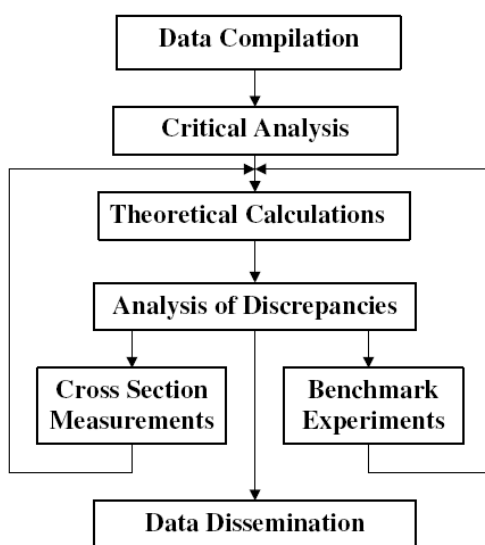 Data Compilation
Critical Analysis
Theoretical Calculations
Analysis of Discrepancies
Cross Section
Measurements
Benchmark
Experiments
Data Dissemination